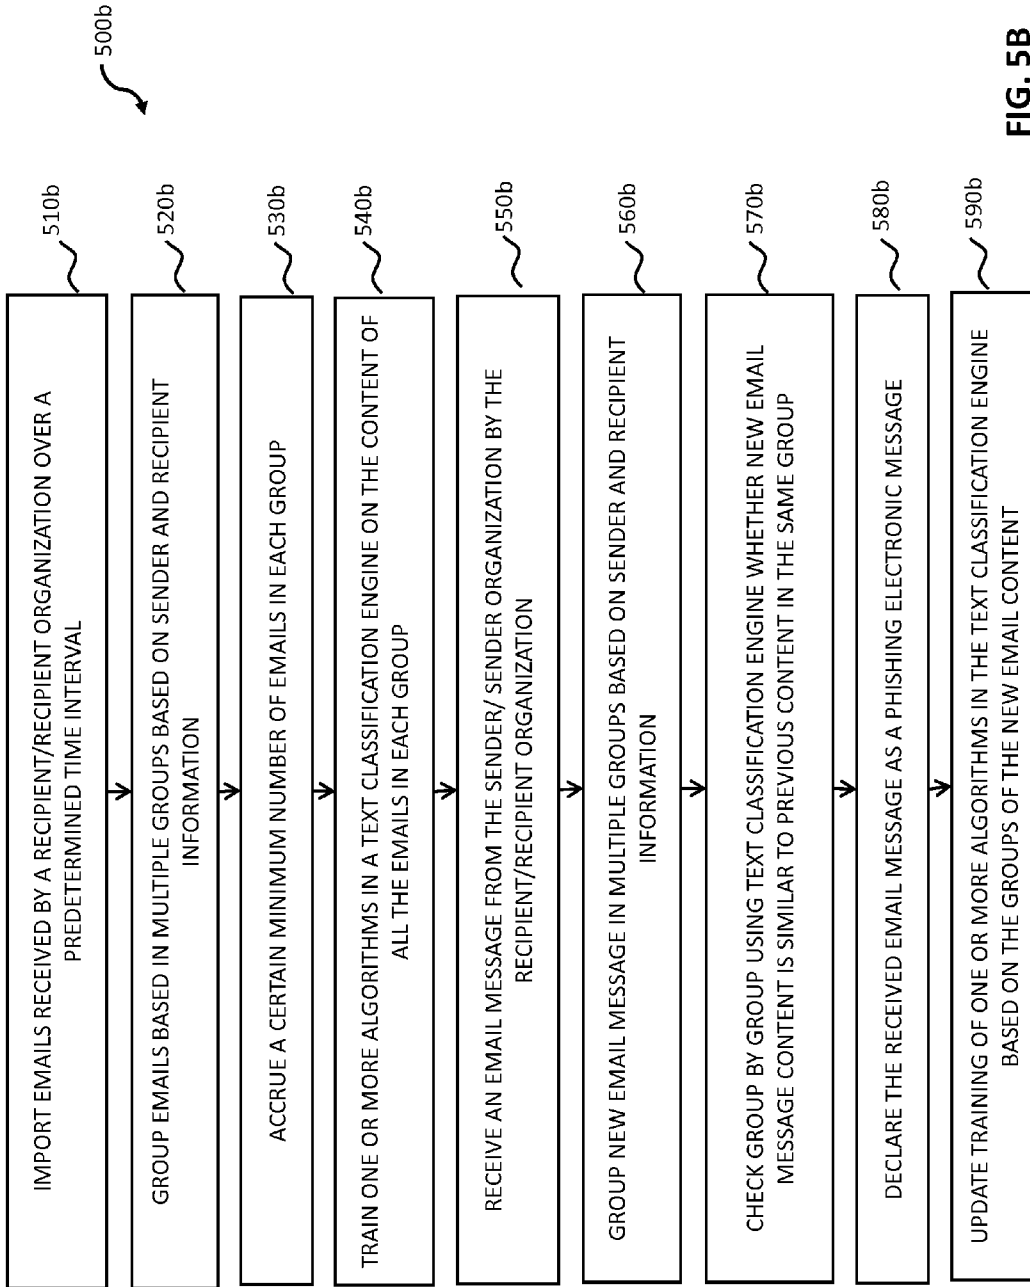 500b
IMPORT EMAILS RECEIVED BY A RECIPIENT/RECIPIENT ORGANIZATION OVER A
PREDETERMINED TIME INTERVAL
510b
GROUP EMAILS BASED IN MULTIPLE GROUPS BASED ON SENDER AND RECIPIENT
INFORMATION
520b
ACCRUE A CERTAIN MINIMUM NUMBER OF EMAILS IN EACH GROUP
530b
TRAIN ONE OR MORE ALGORITHMS IN A TEXT CLASSIFICATION ENGINE ON THE CONTENT OF
ALL THE EMAILS IN EACH GROUP
540b
RECEIVE AN EMAIL MESSAGE FROM THE SENDER/ SENDER ORGANIZATION BY THE
RECIPIENT/RECIPIENT ORGANIZATION
550b
GROUP NEW EMAIL MESSAGE IN MULTIPLE GROUPS BASED ON SENDER AND RECIPIENT
INFORMATION
560b
CHECK GROUP BY GROUP USING TEXT CLASSIFICATION ENGINE WHETHER NEW EMAIL
MESSAGE CONTENT IS SIMILAR TO PREVIOUS CONTENT IN THE SAME GROUP
570b
DECLARE THE RECEIVED EMAIL MESSAGE AS A PHISHING ELECTRONIC MESSAGE
580b
UPDATE TRAINING OF ONE OR MORE ALGORITHMS IN THE TEXT CLASSIFICATION ENGINE
BASED ON THE GROUPS OF THE NEW EMAIL CONTENT
590b
FIG. 5B